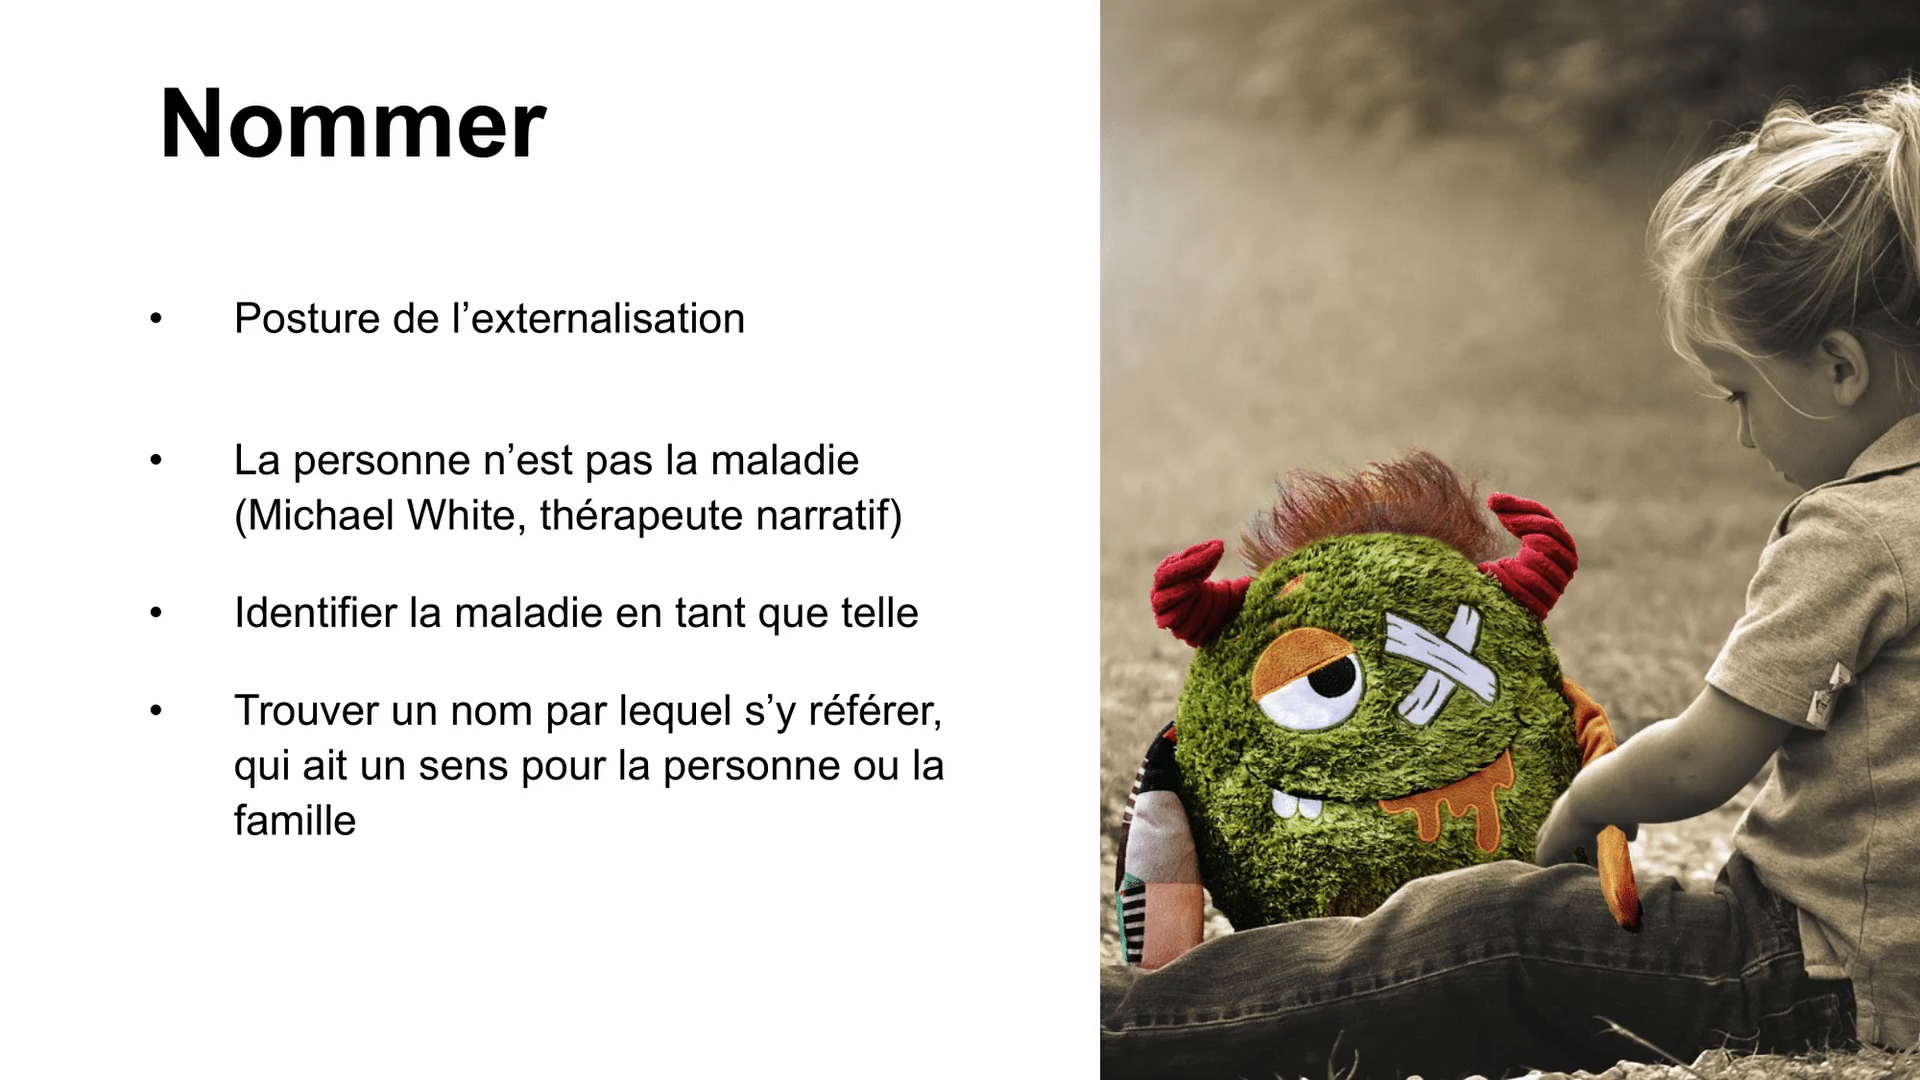 Nommer
• Posture de l’externalisation
• La personne n’est pas la maladie
(Michael White, thérapeute narratif)
• Identifier la maladie en tant que telle
• Trouver un nom par lequel s’y référer,
qui ait un sens pour la personne ou la
famille